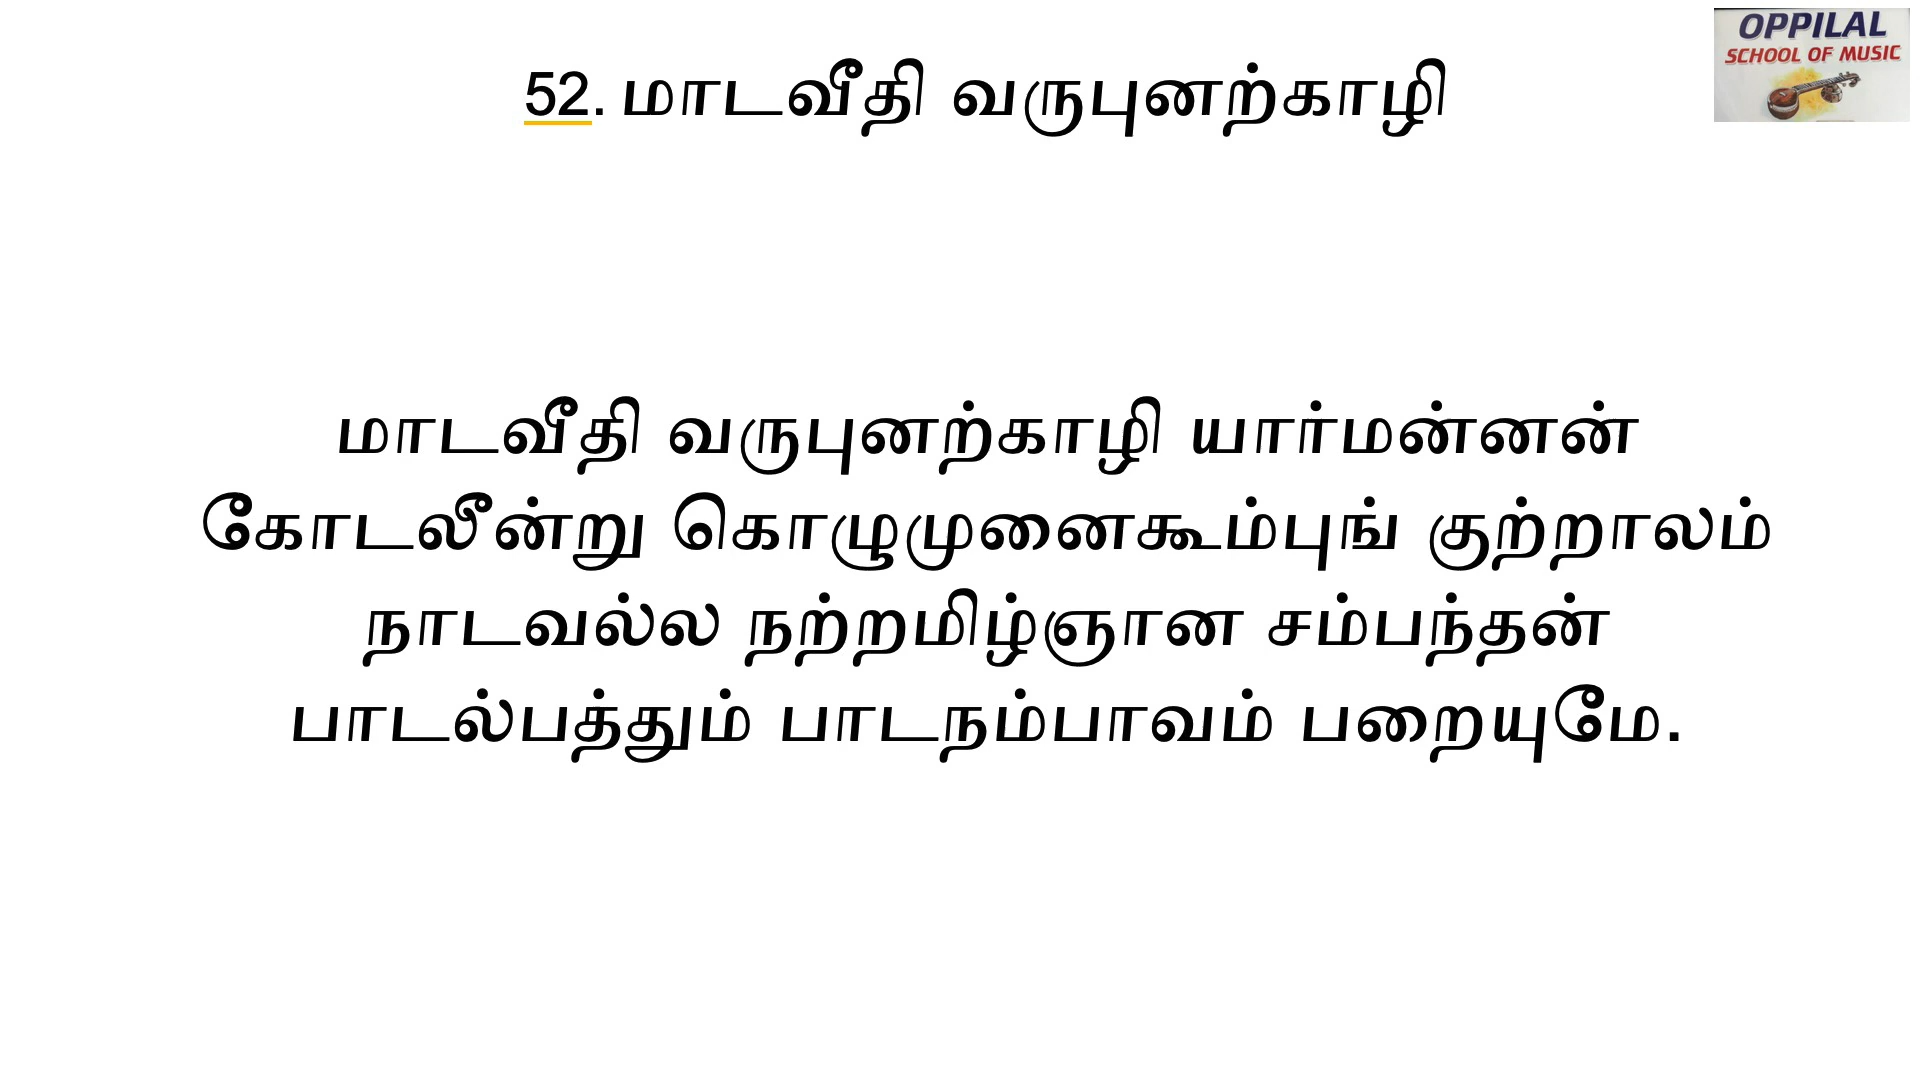 OPPILAL
SCHOOL OF MUSIC
52. மாடவீதி வருபுனற்காழி
மாடவீதி வருபுனற்காழி யார்மன்னன்
கோடலீன்று கொழுமுனைகூம்புங் குற்றாலம்
நாடவல்ல நற்றமிழ்ஞான சம்பந்தன்
பாடல்பத்தும் பாடநம்பாவம் பறையுமே.